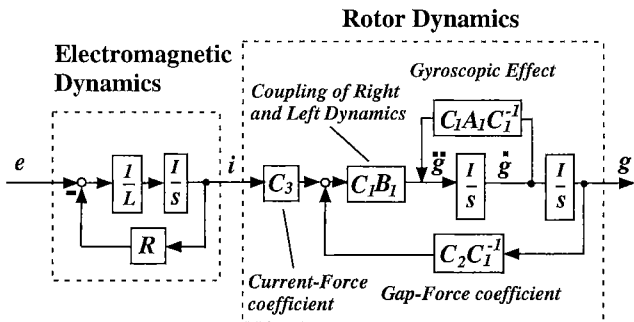 Rotor Dynamics
Electromagnetic
Dynamics
Gyroscopic Effect
Coupling of Right
and Left Dynamics
C₁A₁C₁⁻¹
e
-
1/L
I/s
i
C₃
C₁B₁
g̈
I/s
ġ
I/s
g
R
C₂C₁⁻¹
Current-Force
coefficient
Gap-Force coefficient